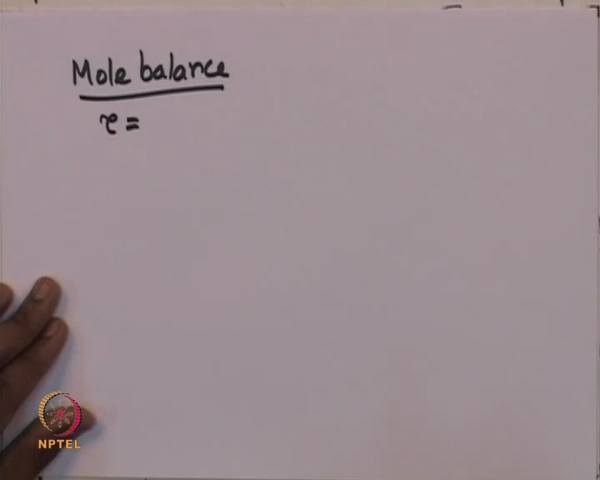 Mole balance
τ =
NPTEL